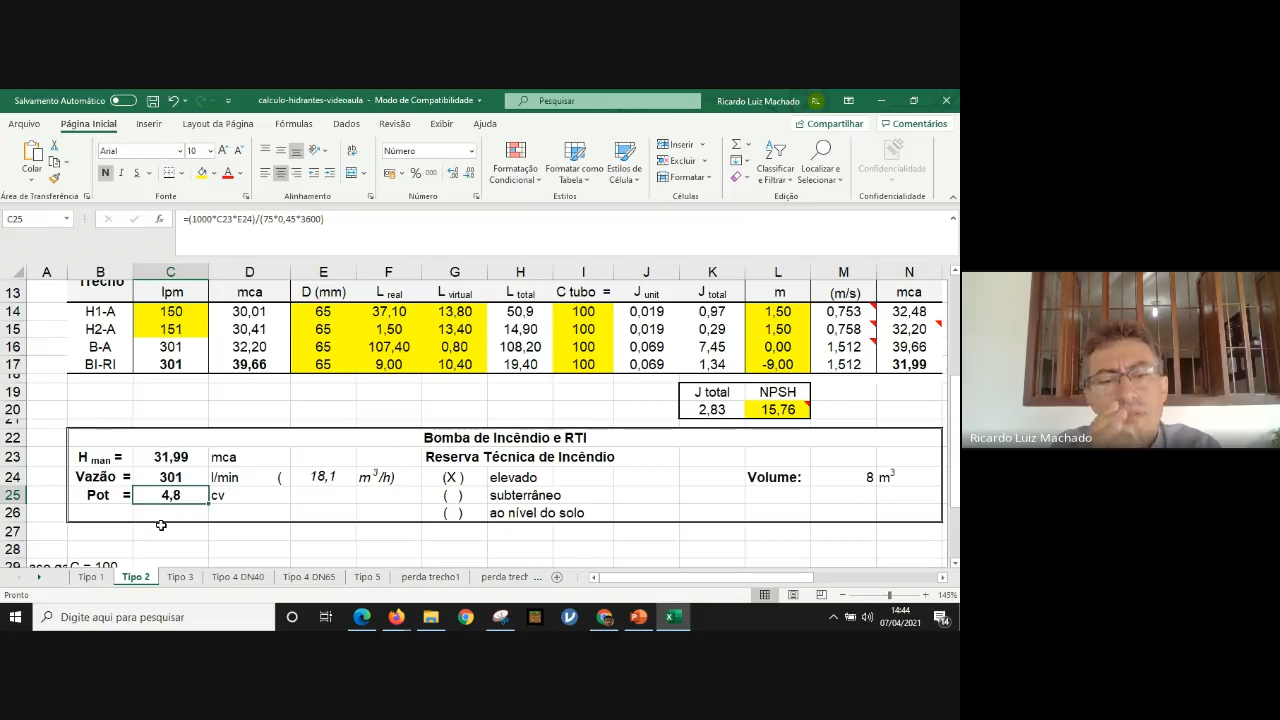 Salvamento Automático calculo-hidrantes-videoaula - Modo de Compatibilidade Pesquisar Ricardo Luiz Machado RL
Arquivo Página Inicial Inserir Layout da Página Fórmulas Dados Revisão Exibir Ajuda Compartilhar Comentários
Colar Arial 10 Número Formatação Condicional Formatar como Tabela Estilos de Célula Inserir Excluir Formatar Classificar e Filtrar Localizar e Selecionar Confidencialidade
N I S
Área de Transferência Fonte Alinhamento Número Estilos Células Edição Confidencialidade
C25 fx =(1000*C23*E24)/(75*0,45*3600)
A B C D E F G H I J K L M N
Trecho
13 lpm mca D (mm) L real L virtual L total C tubo = J unit J total m (m/s) mca
14 H1-A 150 30,01 65 37,10 13,80 50,9 100 0,019 0,97 1,50 0,753 32,48
15 H2-A 151 30,41 65 1,50 13,40 14,90 100 0,019 0,29 1,50 0,758 32,20
16 B-A 301 32,20 65 107,40 0,80 108,20 100 0,069 7,45 0,00 1,512 39,66
17 BI-RI 301 39,66 65 9,00 10,40 19,40 100 0,069 1,34 -9,00 1,512 31,99
19 J total NPSH
20 2,83 15,76
22 Bomba de Incêndio e RTI
23 H man = 31,99 mca Reserva Técnica de Incêndio
24 Vazão = 301 l/min ( 18,1 m3/h) (X ) elevado Volume: 8 m3
25 Pot = 4,8 cv ( ) subterrâneo
26 ( ) ao nível do solo
27
28
29 C = 100
Tipo 1 Tipo 2 Tipo 3 Tipo 4 DN40 Tipo 4 DN65 Tipo 5 perda trecho1 perda trech ...
Pronto 145%
Digite aqui para pesquisar 14:44
07/04/2021 14
Ricardo Luiz Machado